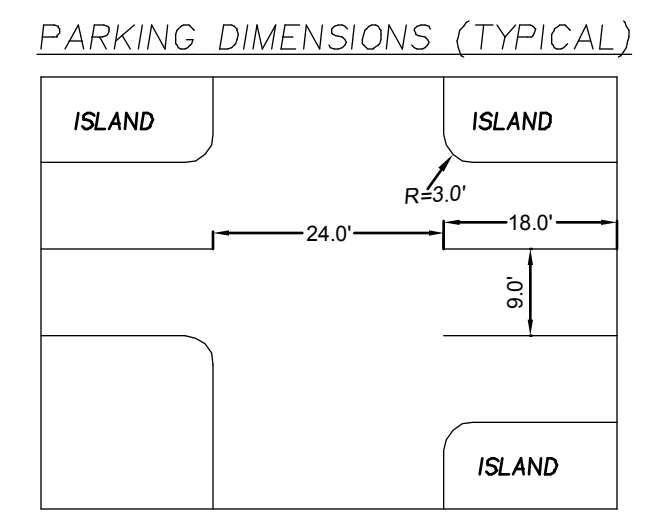 PARKING DIMENSIONS (TYPICAL)
ISLAND
ISLAND
R=3.0'
24.0'
18.0'
9.0'
ISLAND